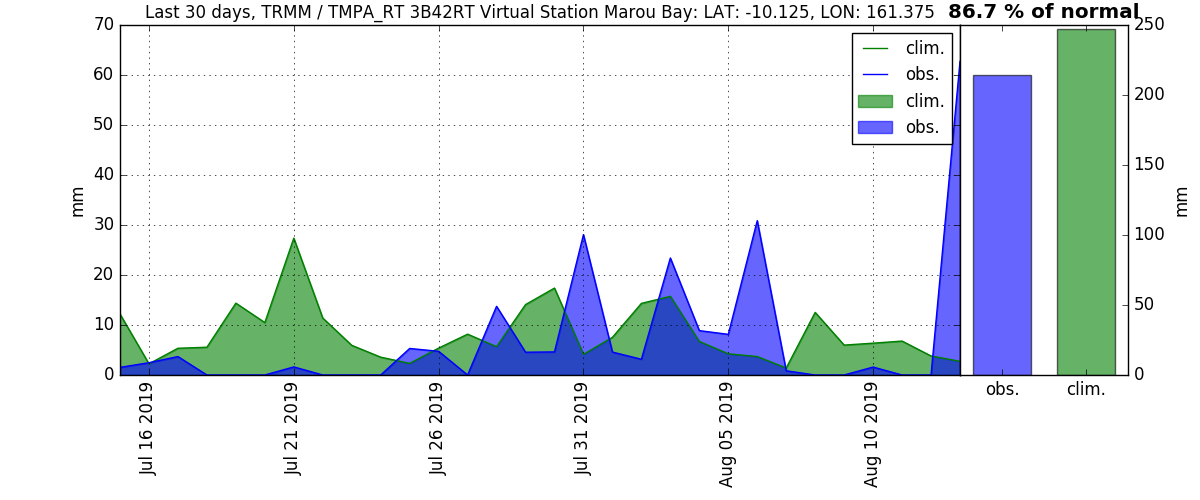 Last 30 days, TRMM / TMPA_RT 3B42RT Virtual Station Marou Bay: LAT: -10.125, LON: 161.375
86.7 % of normal
70
60
50
40
30
20
10
0
mm
clim.
obs.
clim.
obs.
250
200
150
100
50
0
mm
Jul 16 2019
Jul 21 2019
Jul 26 2019
Jul 31 2019
Aug 05 2019
Aug 10 2019
obs.
clim.